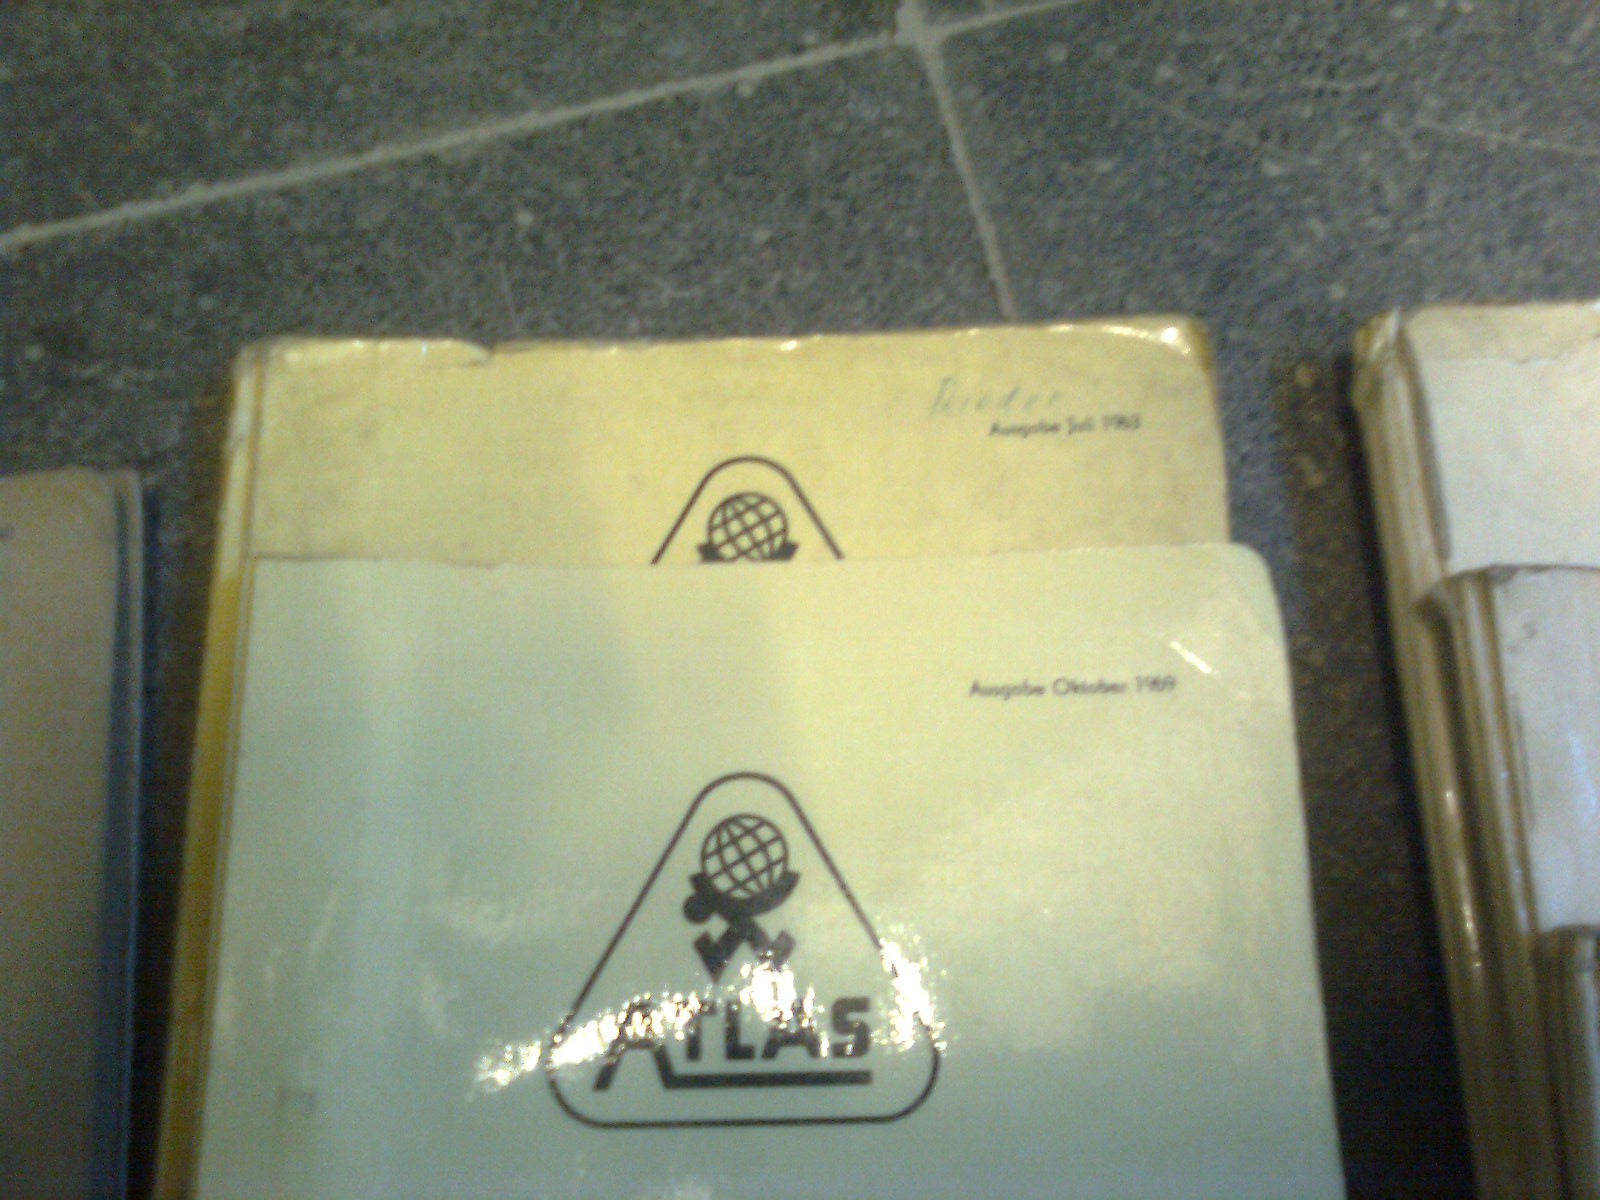 Ausgabe Juli 1963
Ausgabe Oktober 1969
ATLAS